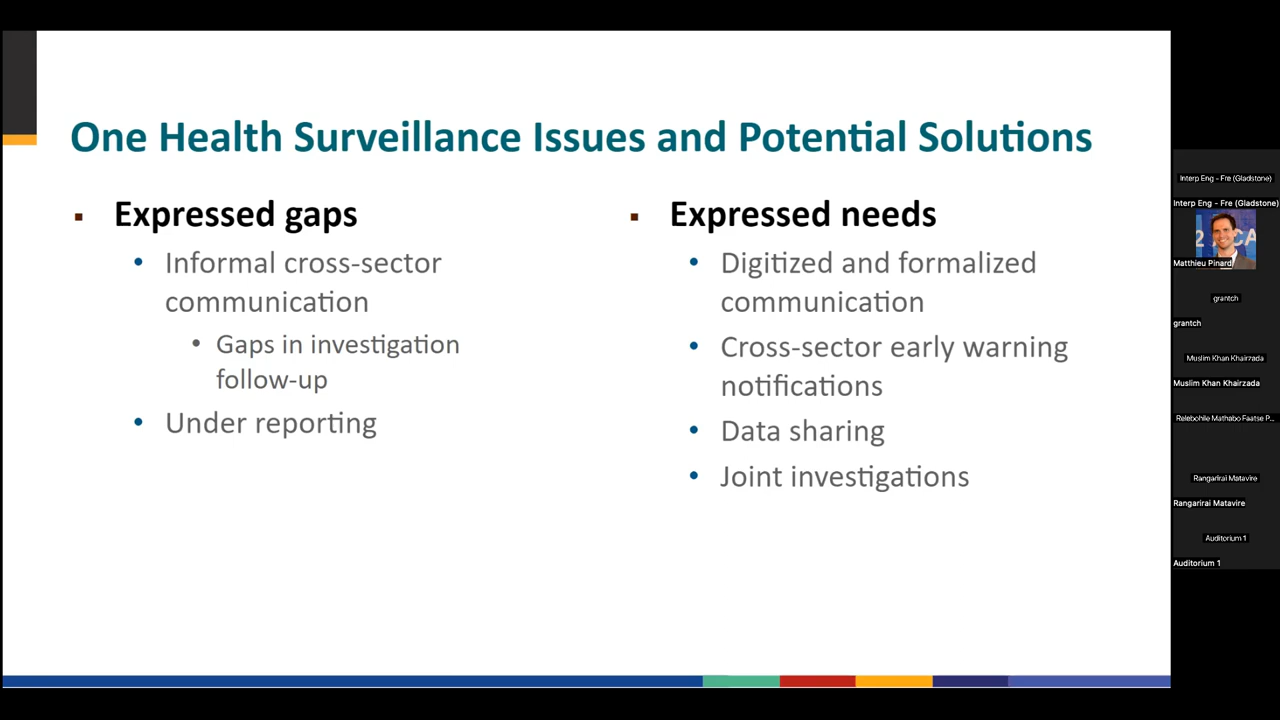 One Health Surveillance Issues and Potential Solutions
Expressed gaps
Informal cross-sector
communication
Gaps in investigation
follow-up
Under reporting
Expressed needs
Digitized and formalized
communication
Cross-sector early warning
notifications
Data sharing
Joint investigations
Interp Eng - Fre (Gladstone)
Interp Eng - Fre (Gladstone)
Matthieu Pinard
grantch
grantch
Muslim Khan Khairzada
Muslim Khan Khairzada
Relebohile Mathabo Faatse P...
Rangarirai Matavire
Rangarirai Matavire
Auditorium 1
Auditorium 1